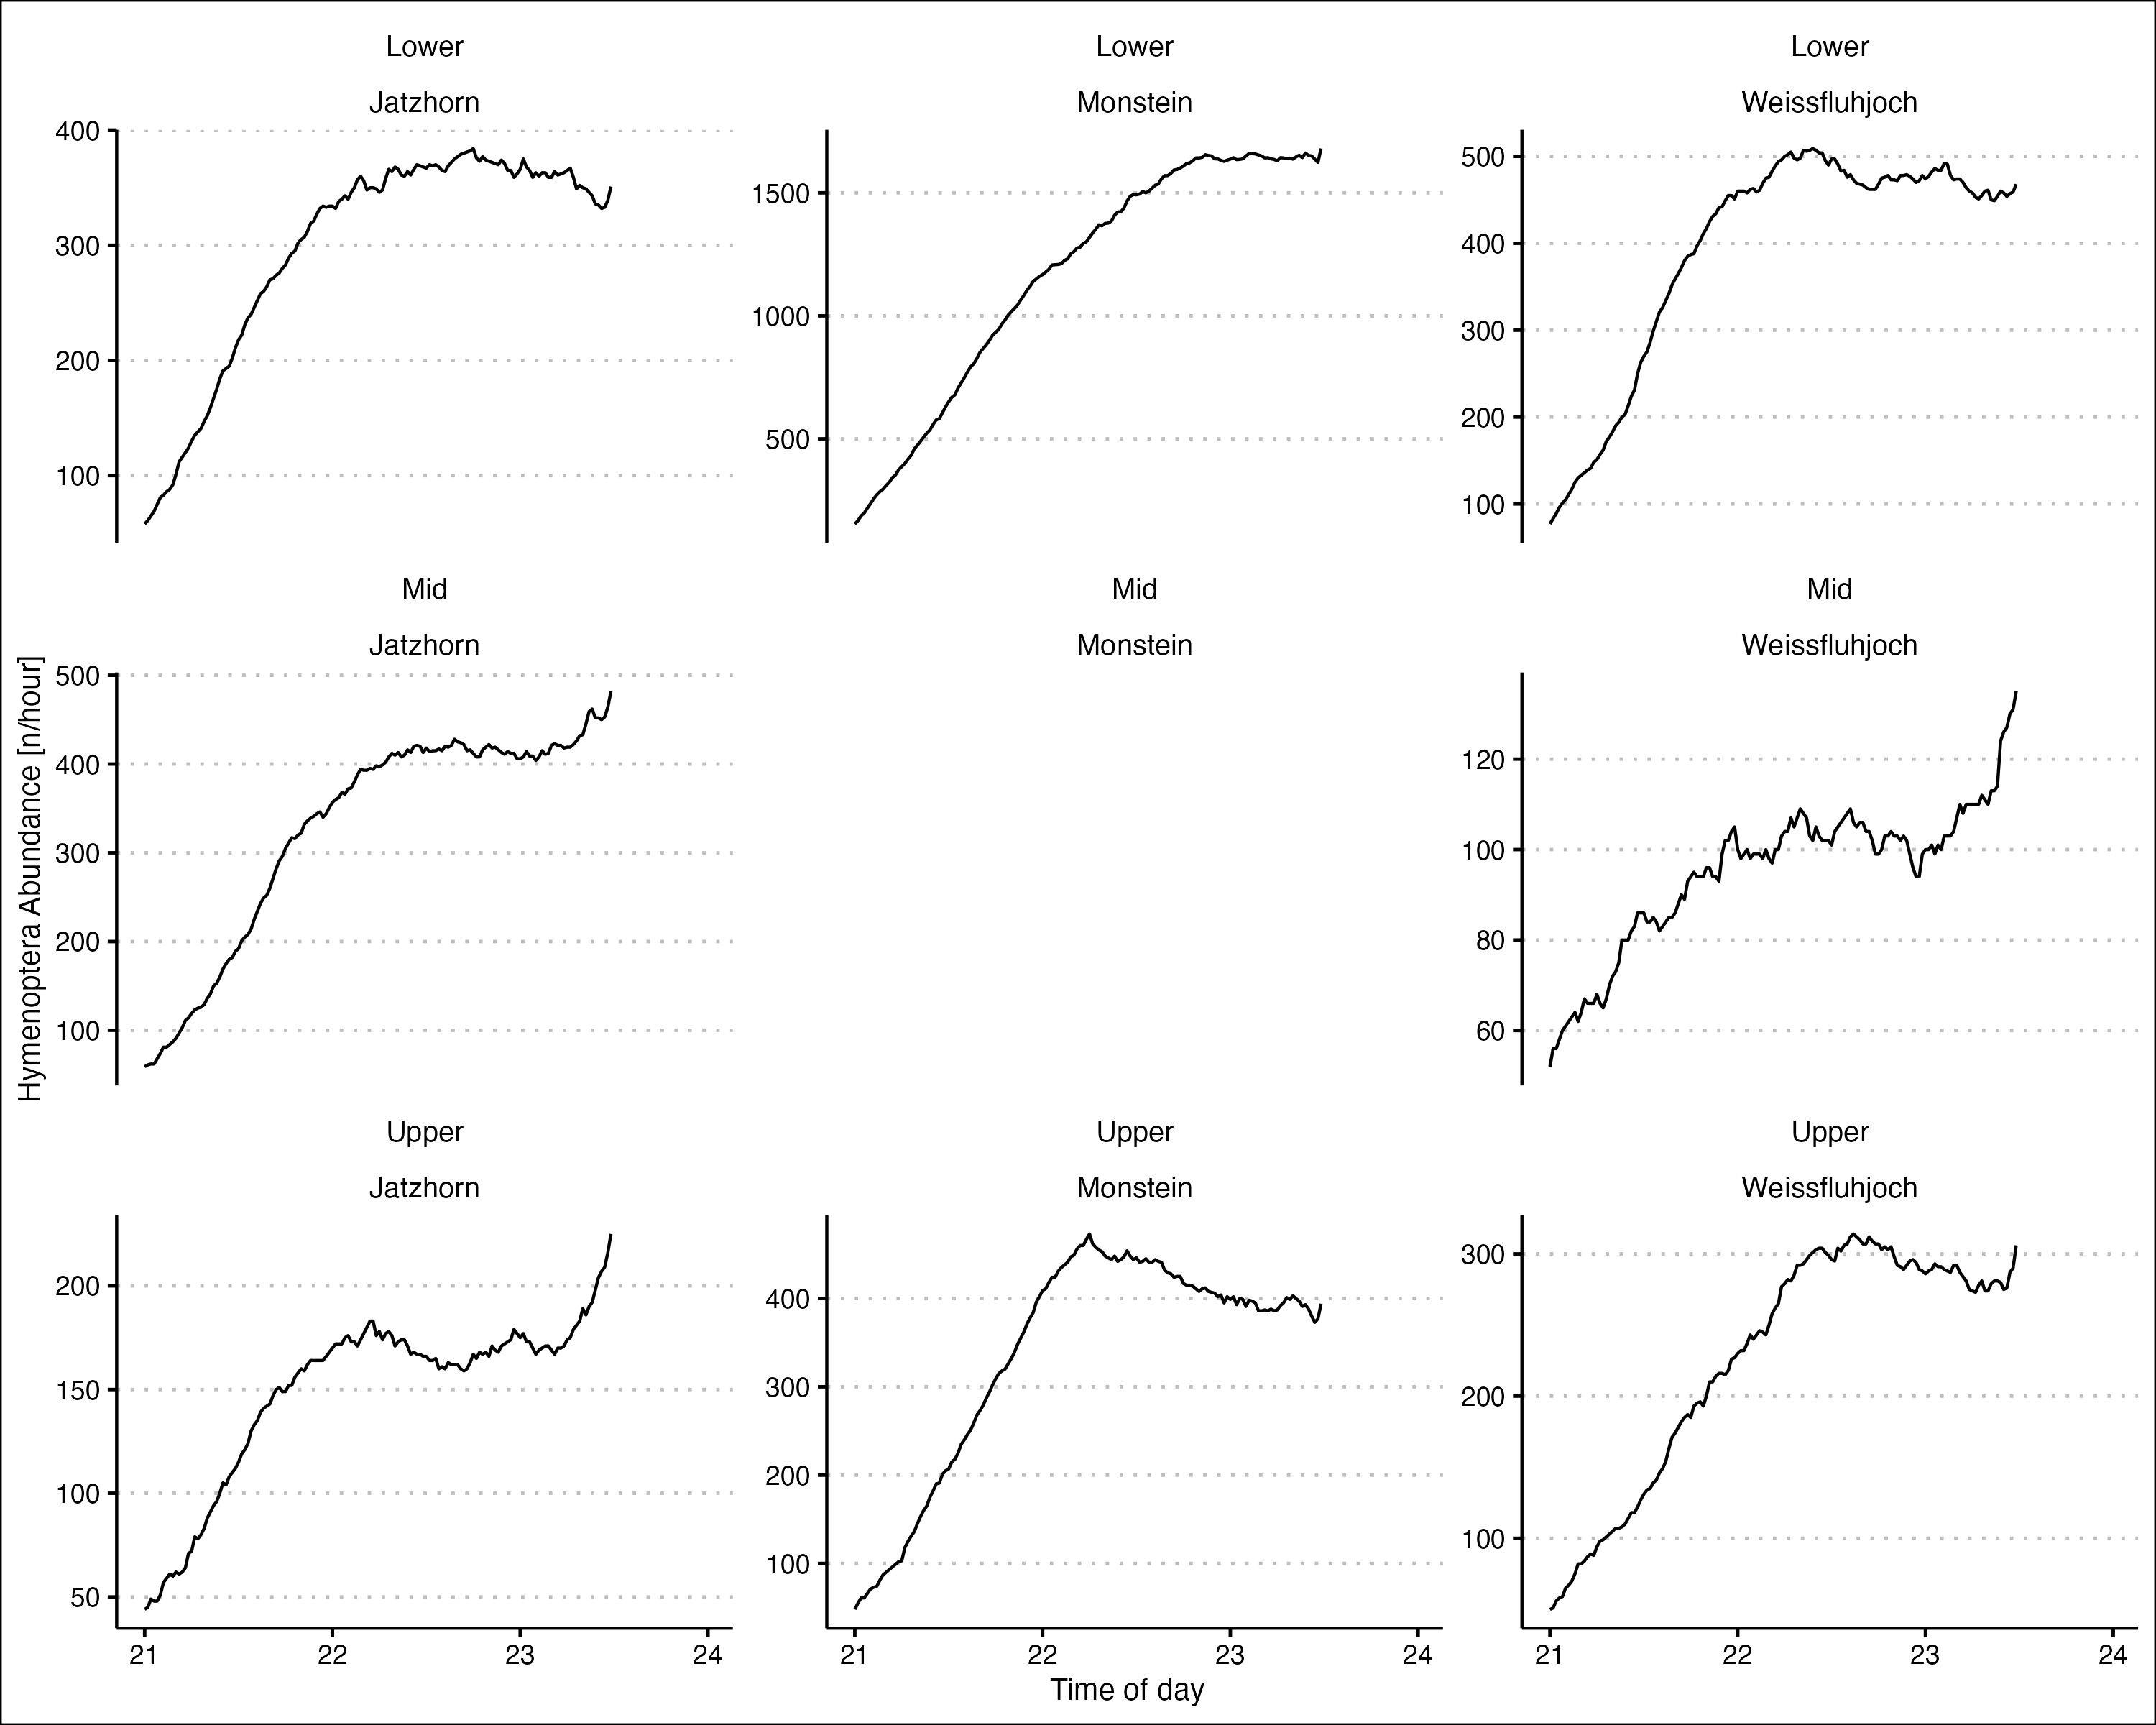 Lower
Jatzhorn
400
300
200
100
Lower
Monstein
1500
1000
500
Lower
Weissfluhjoch
500
400
300
200
100
Hymenoptera Abundance [n/hour]
Mid
Jatzhorn
500
400
300
200
100
Mid
Monstein
Mid
Weissfluhjoch
120
100
80
60
Upper
Jatzhorn
200
150
100
50
21 22 23 24
Upper
Monstein
400
300
200
100
21 22 23 24
Upper
Weissfluhjoch
300
200
100
21 22 23 24
Time of day